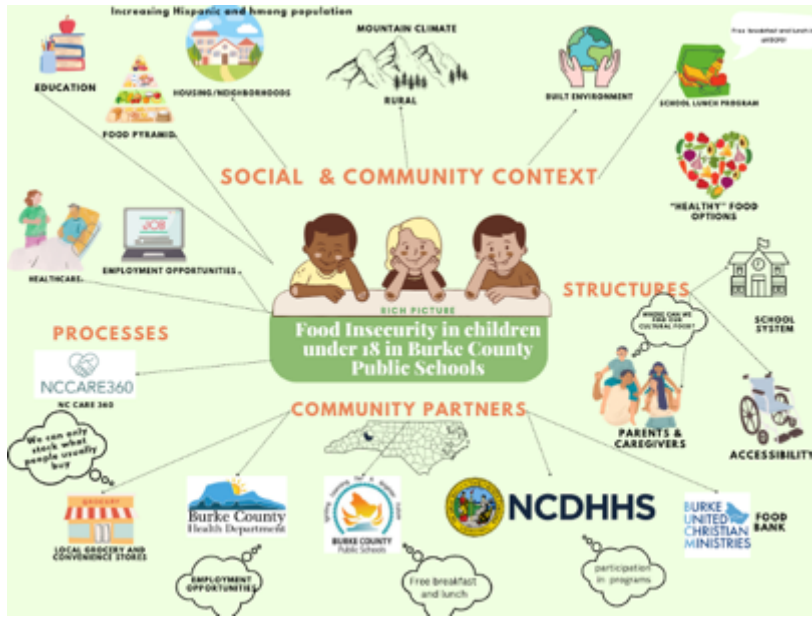 Increasing Hispanic and hmong population
EDUCATION
FOOD PYRAMID
HOUSING/NEIGHBORHOODS
MOUNTAIN CLIMATE
RURAL
BUILT ENVIRONMENT
Free breakfast and lunch
SCHOOL LUNCH PROGRAM
SOCIAL & COMMUNITY CONTEXT
"HEALTHY" FOOD
OPTIONS
HEALTHCARE
JOB
EMPLOYMENT OPPORTUNITIES
STRUCTURES
SCHOOL
SYSTEM
WHERE CAN WE
FIND OUR
CULTURAL FOOD?
PARENTS &
CAREGIVERS
ACCESSIBILITY
RICH PICTURE
Food Insecurity in children
under 18 in Burke County
Public Schools
PROCESSES
NCCARE360
NC CARE 360
COMMUNITY PARTNERS
We can only
stock what
people usually
buy
GROCERY
LOCAL GROCERY AND
CONVENIENCE STORES
Burke County
Health Department
EMPLOYMENT
OPPORTUNITIES
BURKE COUNTY
Public Schools
Free breakfast
and lunch
NCDHHS
participation
in programs
BURKE
UNITED
CHRISTIAN
MINISTRIES
FOOD
BANK